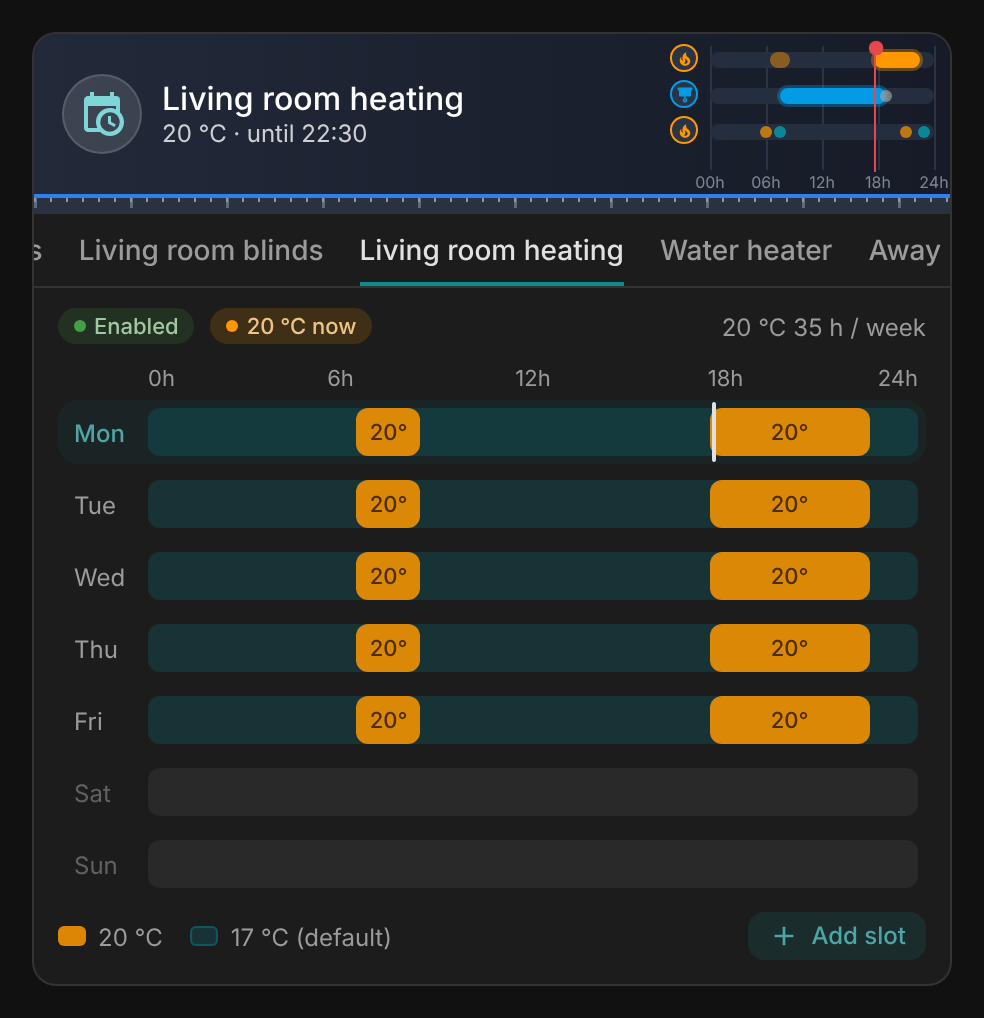 Living room heating
20 °C · until 22:30
00h 06h 12h 18h 24h
s Living room blinds Living room heating Water heater Away
Enabled 20 °C now 20 °C 35 h / week
0h 6h 12h 18h 24h
Mon 20° 20°
Tue 20° 20°
Wed 20° 20°
Thu 20° 20°
Fri 20° 20°
Sat
Sun
20 °C 17 °C (default) + Add slot